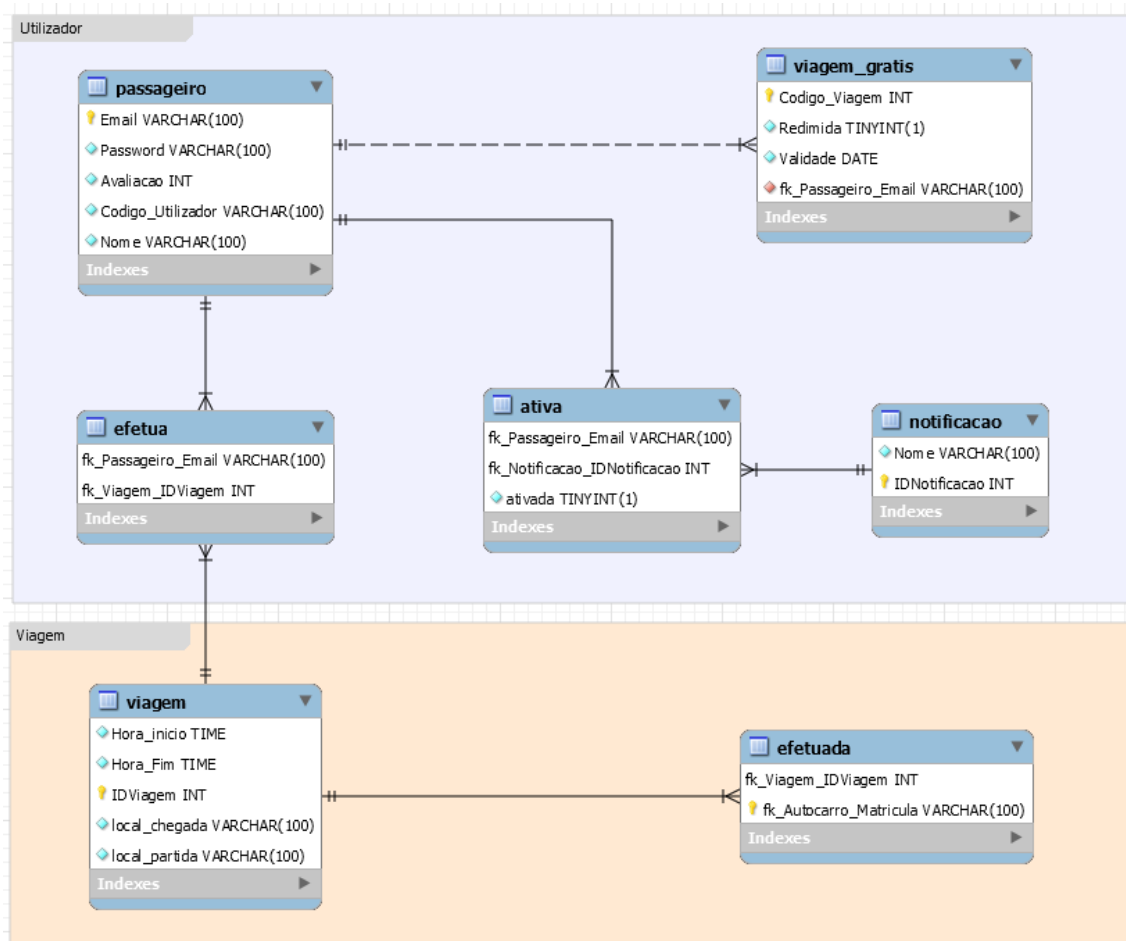 Utilizador
passageiro
Email VARCHAR(100)
Password VARCHAR(100)
Avaliacao INT
Codigo_Utilizador VARCHAR(100)
Nome VARCHAR(100)
Indexes
viagem_gratis
Codigo_Viagem INT
Redimida TINYINT(1)
Validade DATE
fk_Passageiro_Email VARCHAR(100)
Indexes
efetua
fk_Passageiro_Email VARCHAR(100)
fk_Viagem_IDViagem INT
Indexes
ativa
fk_Passageiro_Email VARCHAR(100)
fk_Notificacao_IDNotificacao INT
ativada TINYINT(1)
Indexes
notificacao
Nome VARCHAR(100)
IDNotificacao INT
Indexes
Viagem
viagem
Hora_inicio TIME
Hora_Fim TIME
IDViagem INT
local_chegada VARCHAR(100)
local_partida VARCHAR(100)
Indexes
efetuada
fk_Viagem_IDViagem INT
fk_Autocarro_Matricula VARCHAR(100)
Indexes